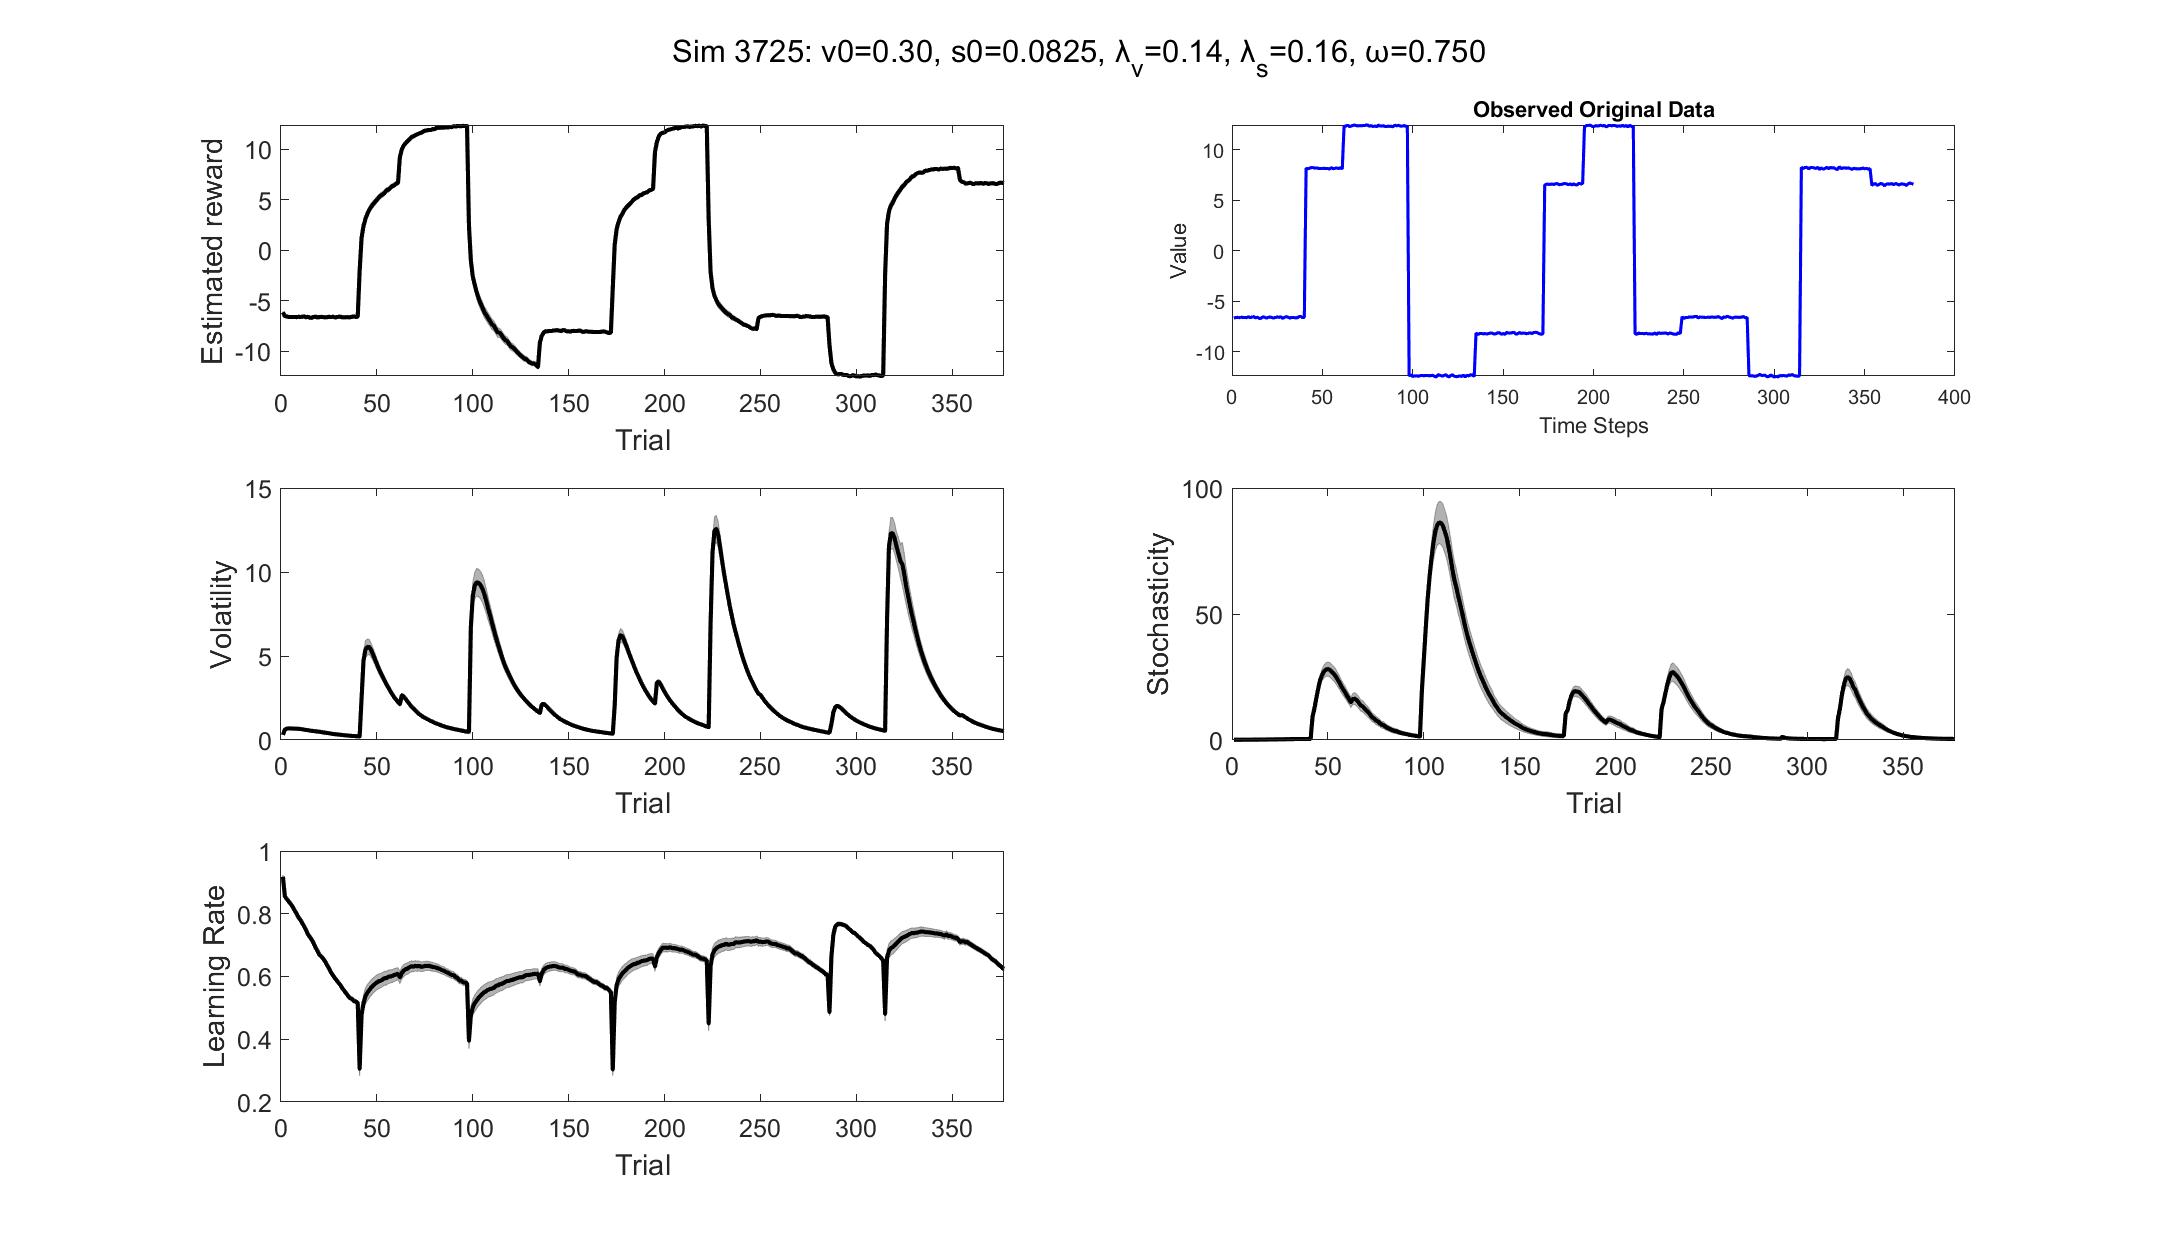 Sim 3725: v0=0.30, s0=0.0825, λv=0.14, λs=0.16, ω=0.750
Estimated reward
10
5
0
-5
-10
0 50 100 150 200 250 300 350
Trial
Observed Original Data
Value
10
5
0
-5
-10
0 50 100 150 200 250 300 350 400
Time Steps
Volatility
15
10
5
0
0 50 100 150 200 250 300 350
Trial
Stochasticity
100
50
0
0 50 100 150 200 250 300 350
Trial
Learning Rate
1
0.8
0.6
0.4
0.2
0 50 100 150 200 250 300 350
Trial